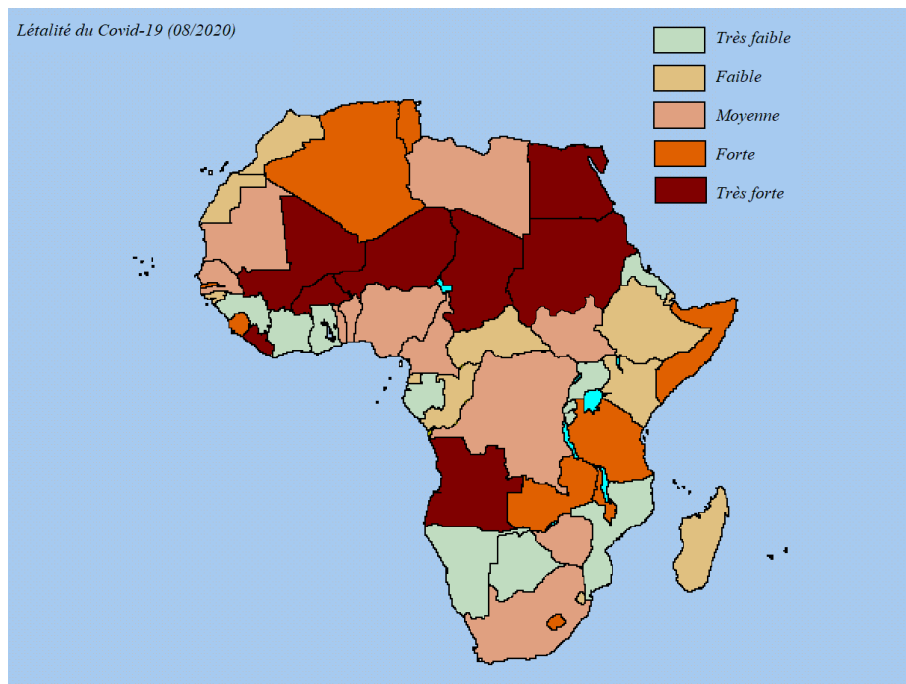 Létalité du Covid-19 (08/2020)
Très faible
Faible
Moyenne
Forte
Très forte